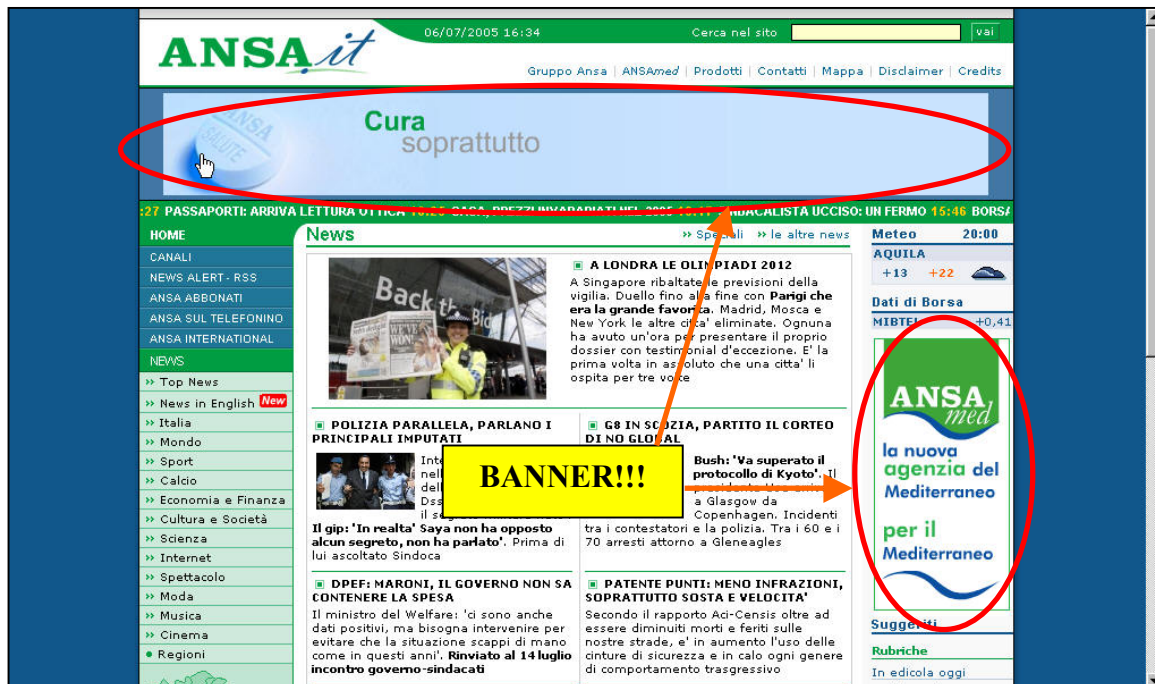 ANSA.it
06/07/2005 16:34
Cerca nel sito
vai
Gruppo Ansa | ANSAmed | Prodotti | Contatti | Mappa | Disclaimer | Credits
ANSA
SALUTE
Cura
soprattutto
:27 PASSAPORTI: ARRIVA LETTURA OTTICA CASA, PREZZI INVARIATI NEL 2005 SINDACALISTA UCCISO: UN FERMO 15:46 BORSA
HOME
CANALI
NEWS ALERT - RSS
ANSA ABBONATI
ANSA SUL TELEFONINO
ANSA INTERNATIONAL
NEWS
» Top News
» News in English New
» Italia
» Mondo
» Sport
» Calcio
» Economia e Finanza
» Cultura e Società
» Scienza
» Internet
» Spettacolo
» Moda
» Musica
» Cinema
• Regioni
News
» Speciali » le altre news
Back the Bid
WE'VE WON!
A LONDRA LE OLIMPIADI 2012
A Singapore ribaltate le previsioni della
vigilia. Duello fino alla fine con Parigi che
era la grande favorita. Madrid, Mosca e
New York le altre citta' eliminate. Ognuna
ha avuto un'ora per presentare il proprio
dossier con testimonial d'eccezione. E' la
prima volta in assoluto che una citta' li
ospita per tre volte
POLIZIA PARALLELA, PARLANO I
PRINCIPALI IMPUTATI
Il gip: 'In realta' Saya non ha opposto
alcun segreto, non ha parlato'. Prima di
lui ascoltato Sindoca
G8 IN SCOZIA, PARTITO IL CORTEO
DI NO GLOBAL
Bush: 'Va superato il
protocollo di Kyoto'. Il
presidente Usa
a Glasgow da
Copenhagen. Incidenti
tra i contestatori e la polizia. Tra i 60 e i
70 arresti attorno a Gleneagles
BANNER!!!
DPEF: MARONI, IL GOVERNO NON SA
CONTENERE LA SPESA
Il ministro del Welfare: 'ci sono anche
dati positivi, ma bisogna intervenire per
evitare che la situazione scappi di mano
come in questi anni'. Rinviato al 14 luglio
incontro governo-sindacati
PATENTE PUNTI: MENO INFRAZIONI,
SOPRATTUTTO SOSTA E VELOCITA'
Secondo il rapporto Aci-Censis oltre ad
essere diminuiti morti e feriti sulle
nostre strade, e' in aumento l'uso delle
cinture di sicurezza e in calo ogni genere
di comportamento trasgressivo
Meteo 20:00
AQUILA
+13 +22
Dati di Borsa
MIBTEL +0,41
ANSA
med
la nuova
agenzia del
Mediterraneo
per il
Mediterraneo
Suggeriti
Rubriche
In edicola oggi